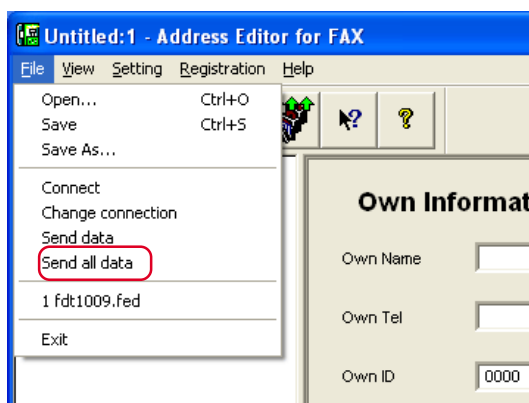 Untitled:1 - Address Editor for FAX
File View Setting Registration Help
Open... Ctrl+O
Save Ctrl+S
Save As...
Connect
Change connection
Send data
Send all data
1 fdt1009.fed
Exit
? ?
Own Informat
Own Name
Own Tel
Own ID 0000